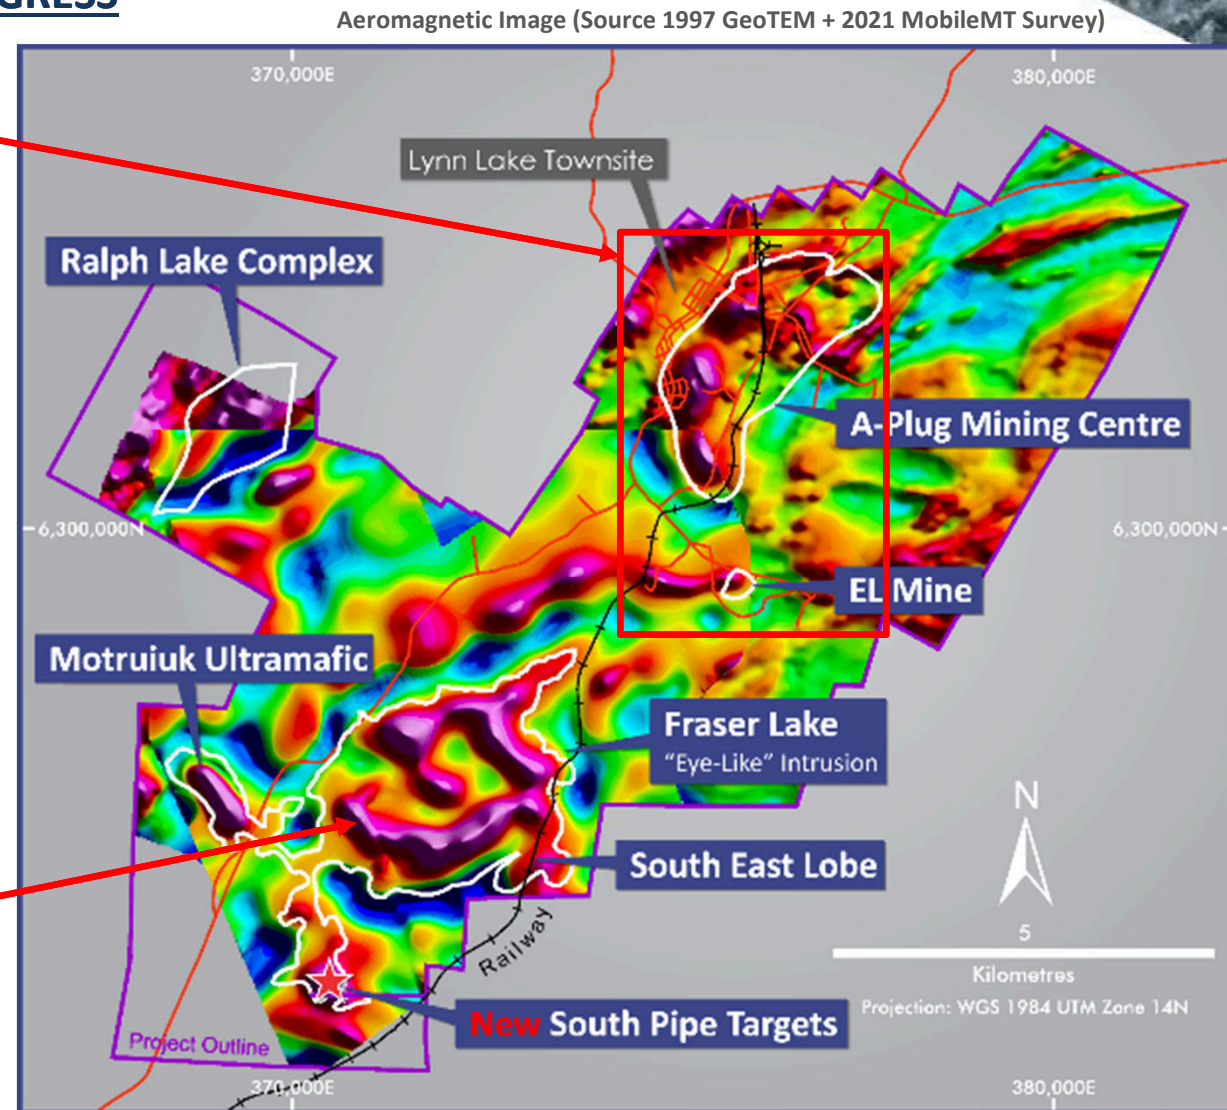 GRESS
Aeromagnetic Image (Source 1997 GeoTEM + 2021 MobileMT Survey)
370,000E
380,000E
Lynn Lake Townsite
Ralph Lake Complex
A-Plug Mining Centre
6,300,000N
6,300,000N
EL Mine
Motruiuk Ultramafic
Fraser Lake
“Eye-Like” Intrusion
N
South East Lobe
5
Kilometres
Railway
Projection: WGS 1984 UTM Zone 14N
New South Pipe Targets
Project Outline
370,000E
380,000E